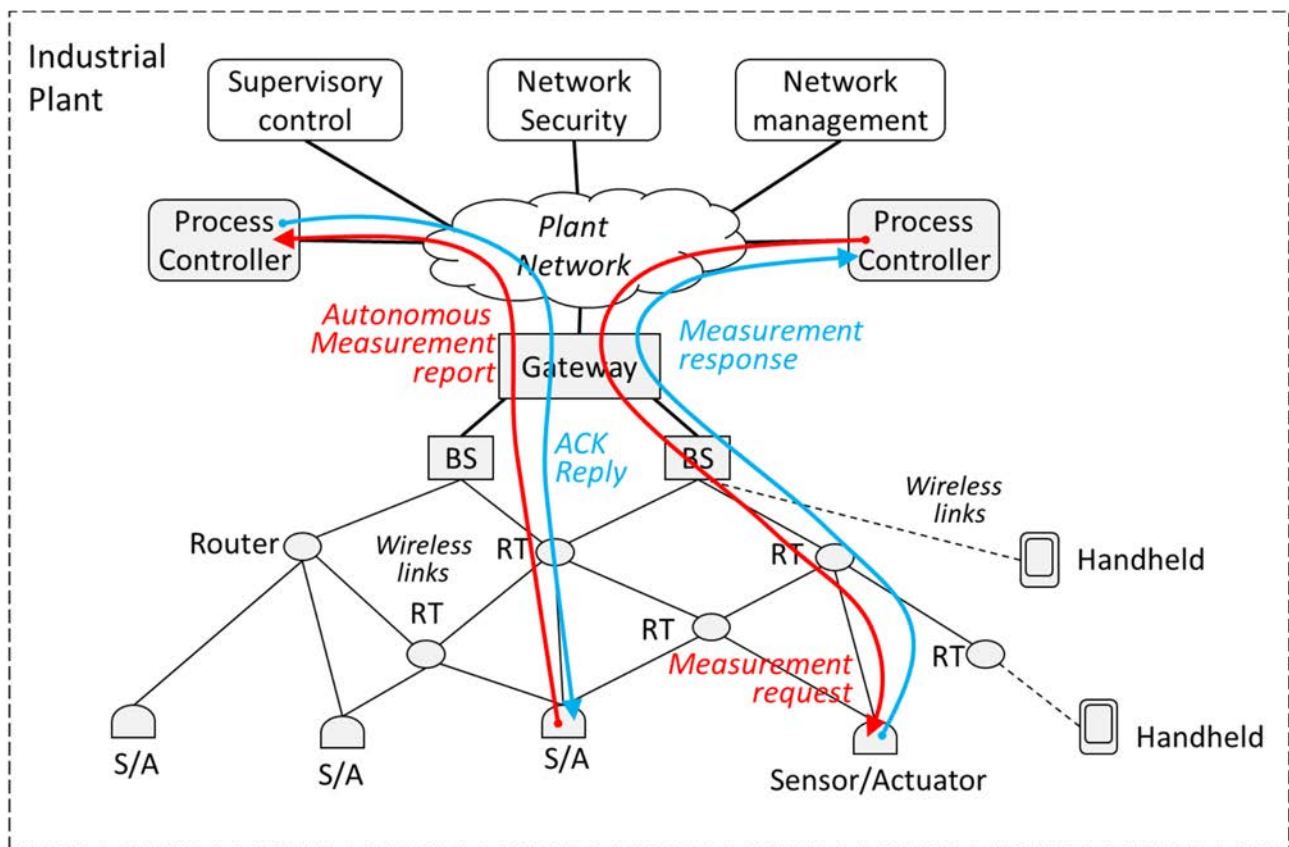 Industrial
Plant
Supervisory
control
Network
Security
Network
management
Process
Controller
Plant
Network
Process
Controller
Autonomous
Measurement
report
Gateway
Measurement
response
BS
ACK
Reply
BS
Wireless
links
Router
Wireless
links
RT
RT
Handheld
RT
RT
RT
Measurement
request
S/A
S/A
S/A
Sensor/Actuator
Handheld